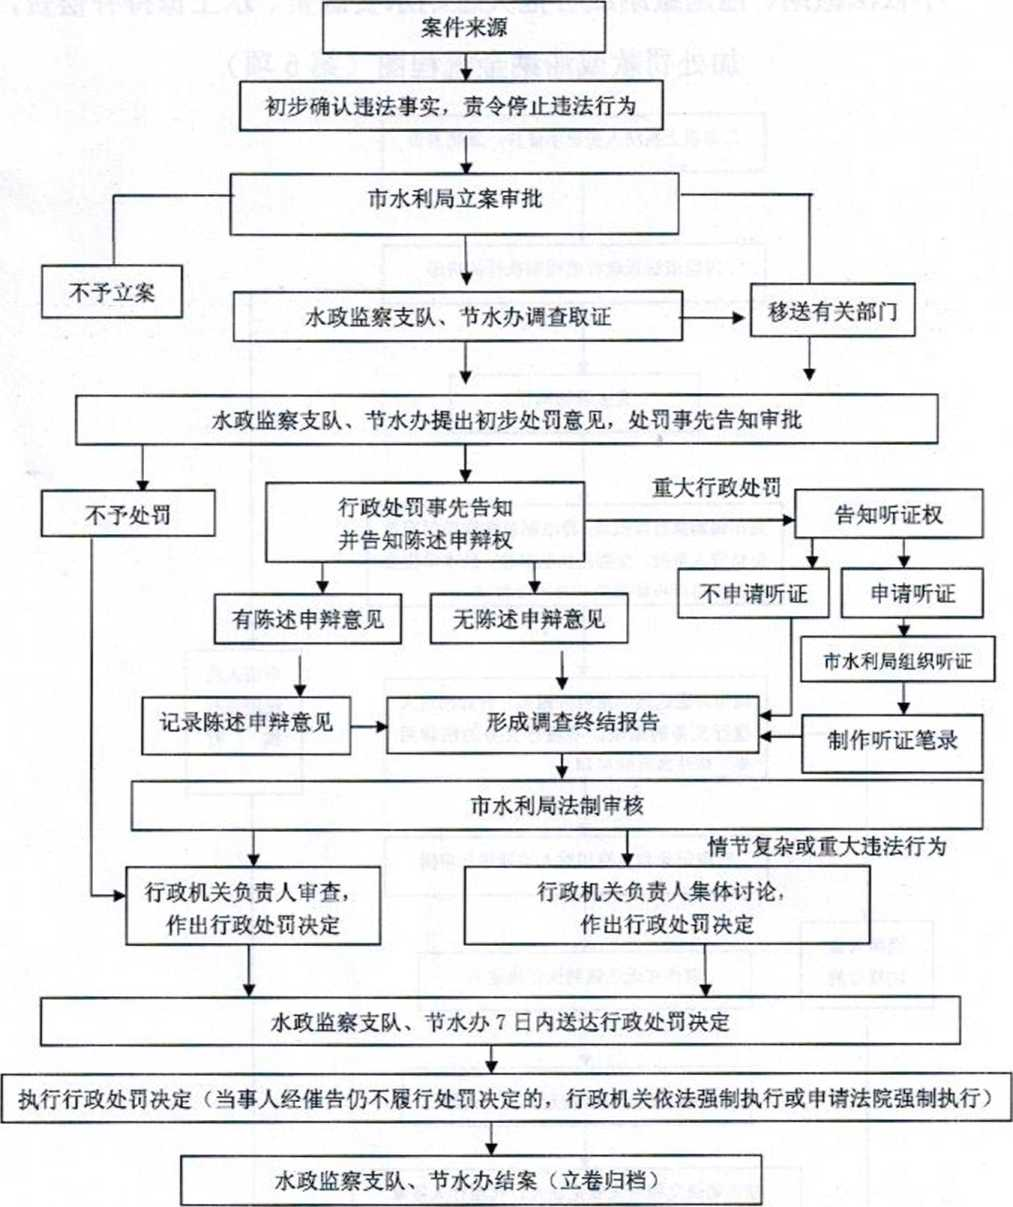 案件来源
初步确认违法事实，责令停止违法行为
市水利局立案审批
不予立案
水政监察支队、节水办调查取证
移送有关部门
水政监察支队、节水办提出初步处罚意见，处罚事先告知审批
不予处罚
行政处罚事先告知
并告知陈述申辩权
重大行政处罚
告知听证权
不申请听证
申请听证
有陈述申辩意见
无陈述申辩意见
市水利局组织听证
记录陈述申辩意见
形成调查终结报告
制作听证笔录
市水利局法制审核
情节复杂或重大违法行为
行政机关负责人审查，
作出行政处罚决定
行政机关负责人集体讨论，
作出行政处罚决定
水政监察支队、节水办 7 日内送达行政处罚决定
执行行政处罚决定（当事人经催告仍不履行处罚决定的，行政机关依法强制执行或申请法院强制执行）
水政监察支队、节水办结案（立卷归档）